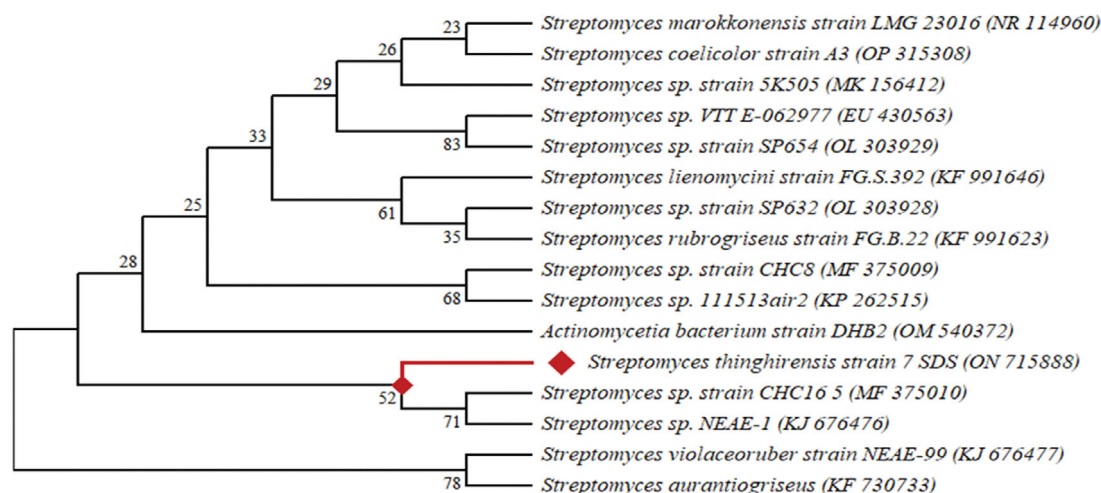 23
Streptomyces marokkonensis strain LMG 23016 (NR 114960)
26
Streptomyces coelicolor strain A3 (OP 315308)
29
Streptomyces sp. strain 5K505 (MK 156412)
Streptomyces sp. VTT E-062977 (EU 430563)
33
83
Streptomyces sp. strain SP654 (OL 303929)
Streptomyces lienomycini strain FG.S.392 (KF 991646)
25
61
Streptomyces sp. strain SP632 (OL 303928)
35
Streptomyces rubrogriseus strain FG.B.22 (KF 991623)
28
Streptomyces sp. strain CHC8 (MF 375009)
68
Streptomyces sp. 111513air2 (KP 262515)
Actinomycetia bacterium strain DHB2 (OM 540372)
Streptomyces thinghirensis strain 7 SDS (ON 715888)
52
Streptomyces sp. strain CHC16 5 (MF 375010)
71
Streptomyces sp. NEAE-1 (KJ 676476)
Streptomyces violaceoruber strain NEAE-99 (KJ 676477)
78
Streptomyces aurantiogriseus (KF 730733)